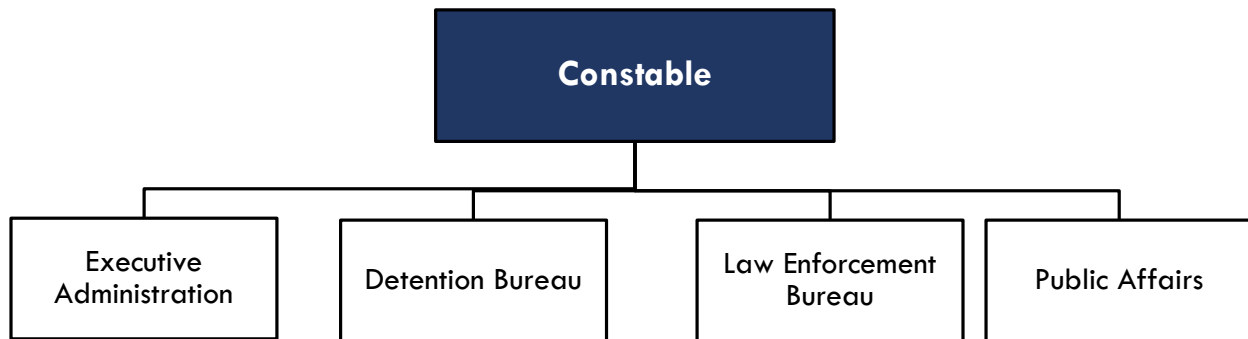 Constable
Executive
Administration
Detention Bureau
Law Enforcement
Bureau
Public Affairs